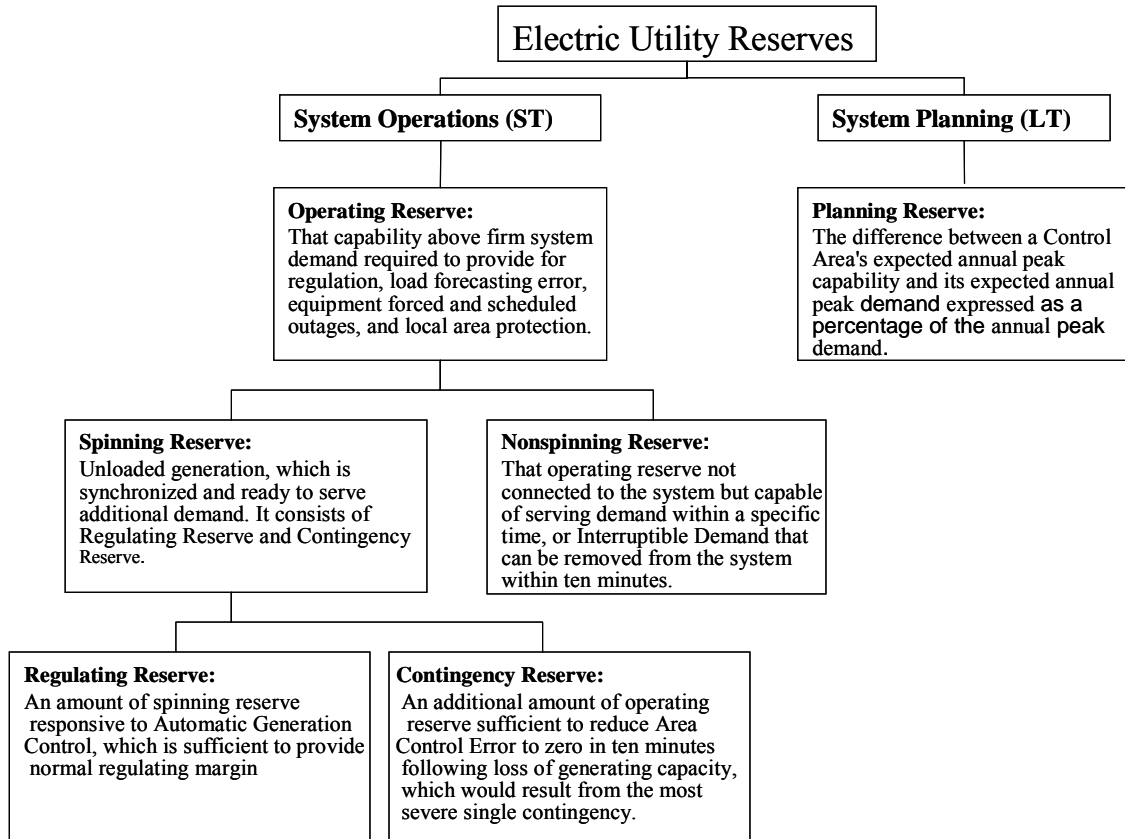 Electric Utility Reserves
System Operations (ST)
System Planning (LT)
Operating Reserve:
That capability above firm system
demand required to provide for
regulation, load forecasting error,
equipment forced and scheduled
outages, and local area protection.
Planning Reserve:
The difference between a Control
Area's expected annual peak
capability and its expected annual
peak demand expressed as a
percentage of the annual peak
demand.
Spinning Reserve:
Unloaded generation, which is
synchronized and ready to serve
additional demand. It consists of
Regulating Reserve and Contingency
Reserve.
Nonspinning Reserve:
That operating reserve not
connected to the system but capable
of serving demand within a specific
time, or Interruptible Demand that
can be removed from the system
within ten minutes.
Regulating Reserve:
An amount of spinning reserve
responsive to Automatic Generation
Control, which is sufficient to provide
normal regulating margin
Contingency Reserve:
An additional amount of operating
reserve sufficient to reduce Area
Control Error to zero in ten minutes
following loss of generating capacity,
which would result from the most
severe single contingency.